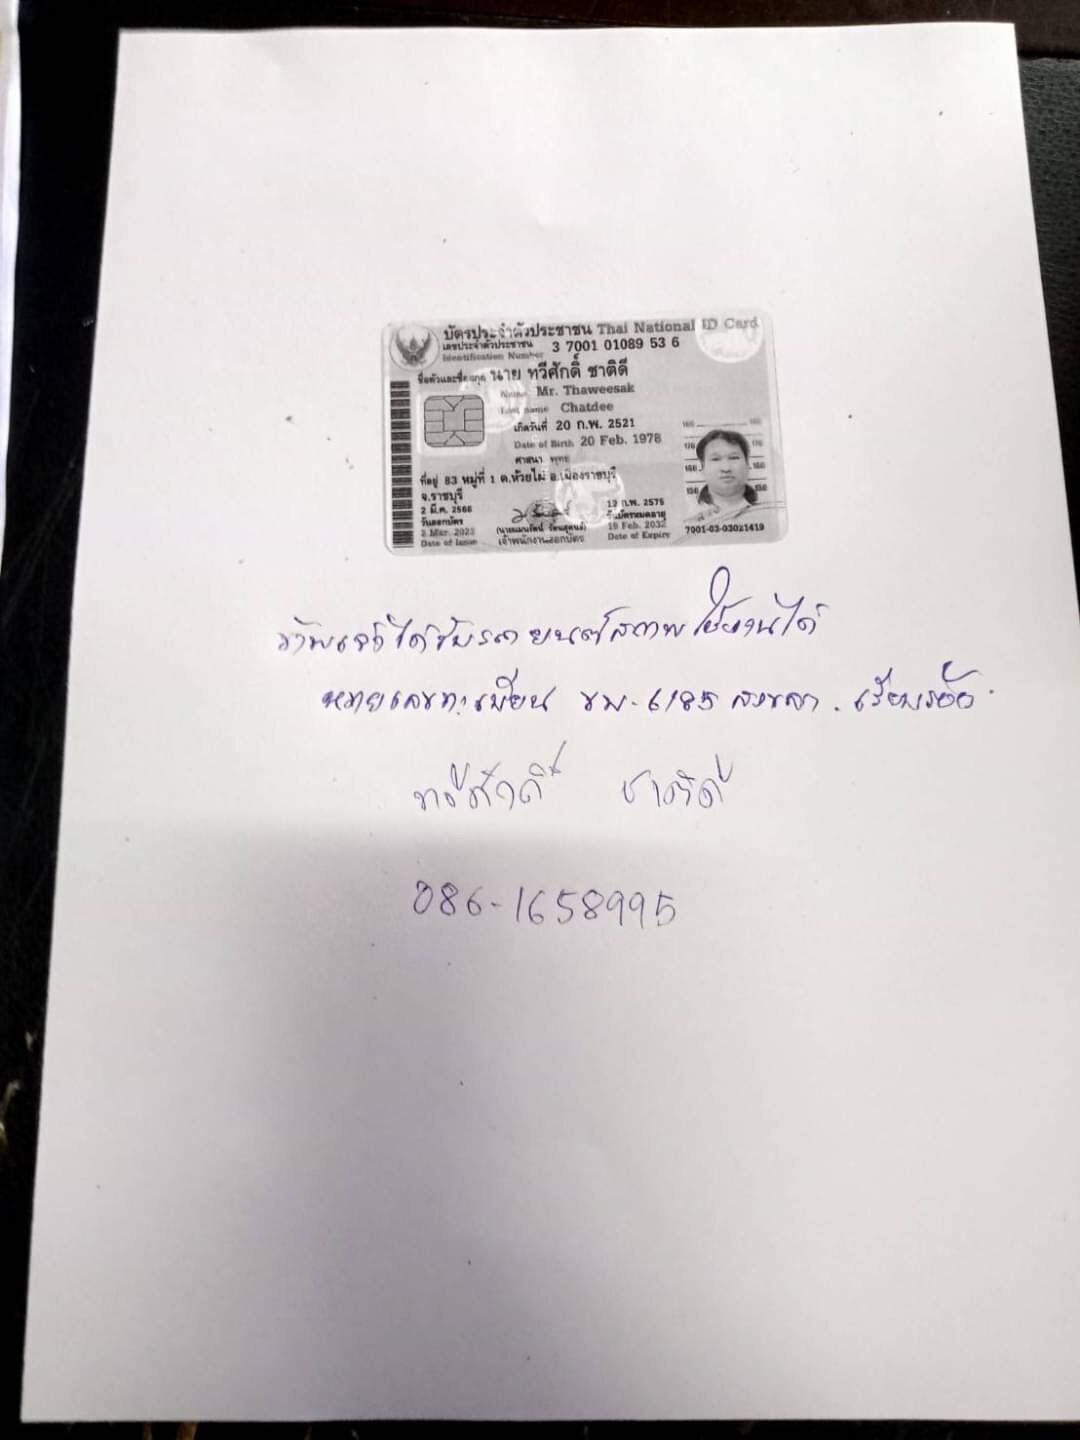 บัตรประจำตัวประชาชน Thai National ID Card
เลขประจำตัวประชาชน 3 7001 01089 53 6
Identification Number
ชื่อตัวและชื่อสกุล นาย ทวีศักดิ์ ชาติดี
Name Mr. Thaweesak
Last name Chatdee
เกิดวันที่ 20 ก.พ. 2521
Date of Birth 20 Feb. 1978
ศาสนา พุทธ
ที่อยู่ 83 หมู่ที่ 1 ต.ห้วยไผ่ อ.เมืองราชบุรี
จ.ราชบุรี
2 มี.ค. 2566
วันออกบัตร
2 Mar. 2023
Date of Issue
เจ้าพนักงานออกบัตร
19 ก.พ. 2575
วันบัตรหมดอายุ
19 Feb. 2032
Date of Expiry
7001-03-03021419
ข้าพเจ้าได้รับรถยนต์สภาพใช้งานได้
หมายเลขทะเบียน ขพ-6185 สงขลา. เรียบร้อย
ทวีศักดิ์ ชาติดี
086-1658995